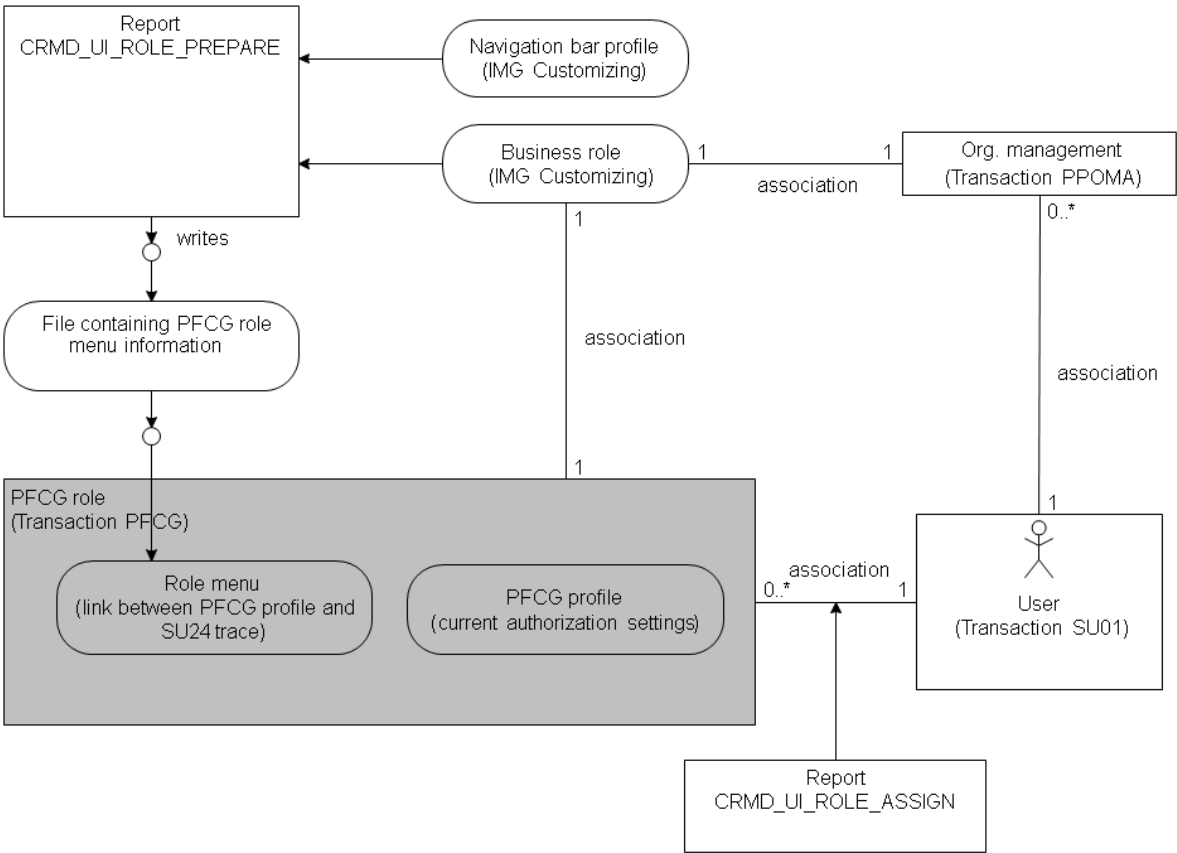 Report
CRMD_UI_ROLE_PREPARE
Navigation bar profile
(IMG Customizing)
Business role
(IMG Customizing)
1
1
association
Org. management
(Transaction PPOMA)
1
0..*
writes
File containing PFCG role
menu information
association
association
1
PFCG role
(Transaction PFCG)
Role menu
(link between PFCG profile and
SU24 trace)
PFCG profile
(current authorization settings)
association
0..*
1
1
User
(Transaction SU01)
Report
CRMD_UI_ROLE_ASSIGN